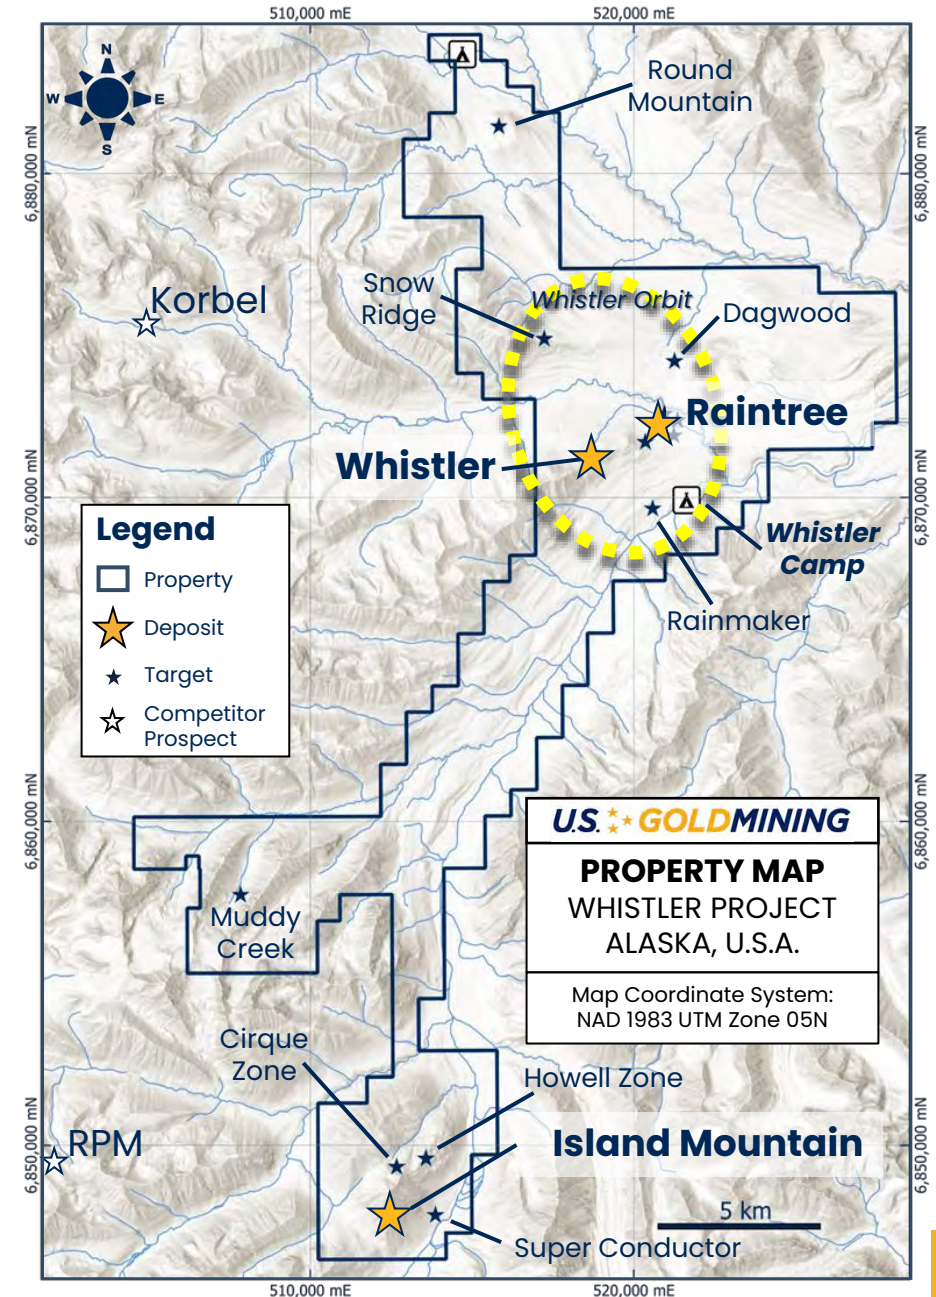 510,000 mE
520,000 mE
N
W
E
S
Round
Mountain
6,880,000 mN
6,880,000 mN
Korbel
Snow
Ridge
Whistler Orbit
Dagwood
Raintree
Whistler
6,870,000 mN
6,870,000 mN
Whistler
Camp
Rainmaker
Legend
Property
Deposit
Target
Competitor
Prospect
6,860,000 mN
6,860,000 mN
U.S. GOLDMINING
PROPERTY MAP
WHISTLER PROJECT
ALASKA, U.S.A.
Map Coordinate System:
NAD 1983 UTM Zone 05N
Muddy
Creek
Cirque
Zone
Howell Zone
RPM
Island Mountain
6,850,000 mN
6,850,000 mN
5 km
Super Conductor
510,000 mE
520,000 mE